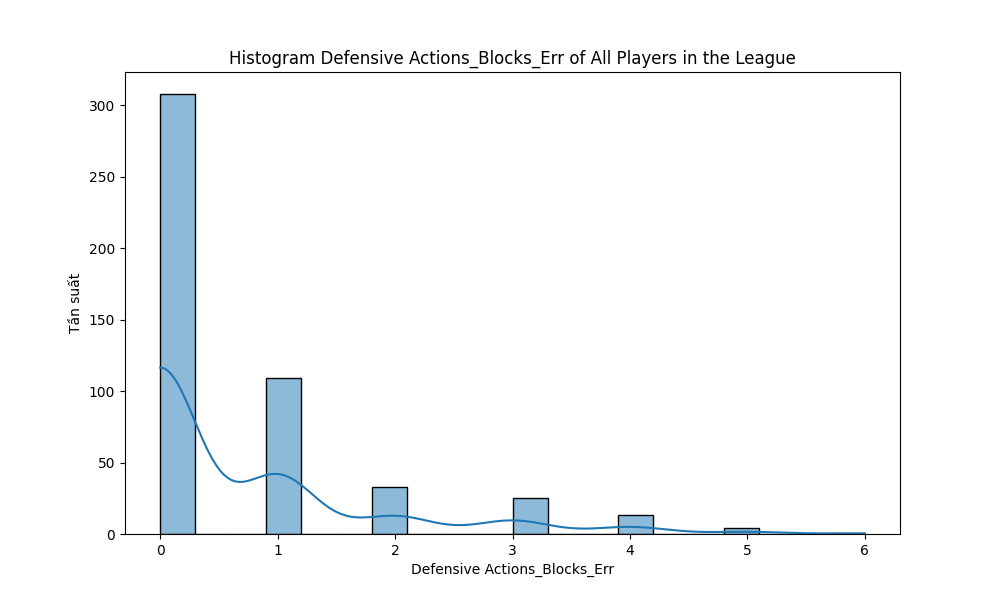 Histogram Defensive Actions_Blocks_Err of All Players in the League
Tần suất
300
250
200
150
100
50
0
0 1 2 3 4 5 6
Defensive Actions_Blocks_Err